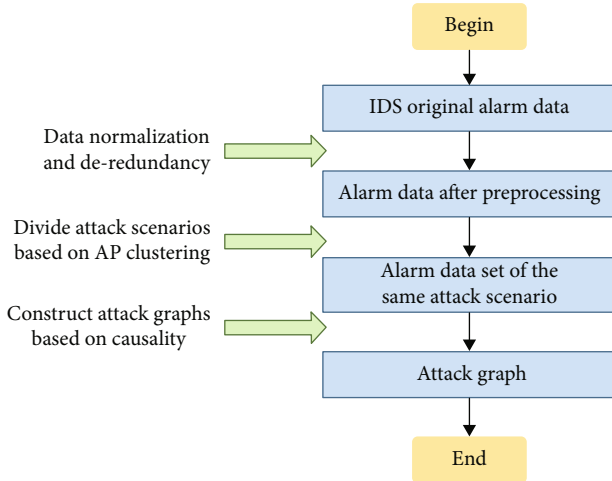 Begin
IDS original alarm data
Data normalization
and de-redundancy
Alarm data after preprocessing
Divide attack scenarios
based on AP clustering
Alarm data set of the
same attack scenario
Construct attack graphs
based on causality
Attack graph
End